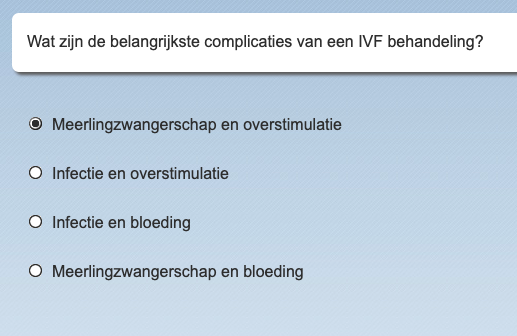 Wat zijn de belangrijkste complicaties van een IVF behandeling?
Meerlingzwangerschap en overstimulatie
Infectie en overstimulatie
Infectie en bloeding
Meerlingzwangerschap en bloeding